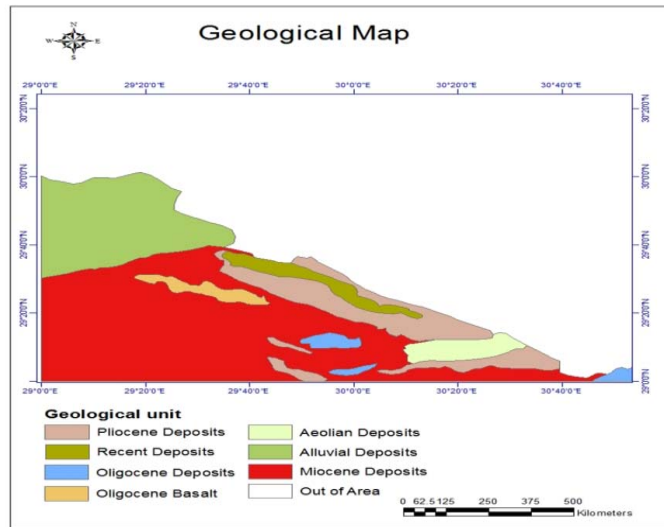 Geological Map
N
W E
S
29°0'0"E 29°20'0"E 29°40'0"E 30°0'0"E 30°20'0"E 30°40'0"E
30°20'0"N 30°20'0"N
30°0'0"N 30°0'0"N
29°40'0"N 29°40'0"N
29°20'0"N 29°20'0"N
29°0'0"N 29°0'0"N
29°0'0"E 29°20'0"E 29°40'0"E 30°0'0"E 30°20'0"E 30°40'0"E
Geological unit
Pliocene Deposits Aeolian Deposits
Recent Deposits Alluvial Deposits
Oligocene Deposits Miocene Deposits
Oligocene Basalt Out of Area
0 62.5 125 250 375 500
Kilometers